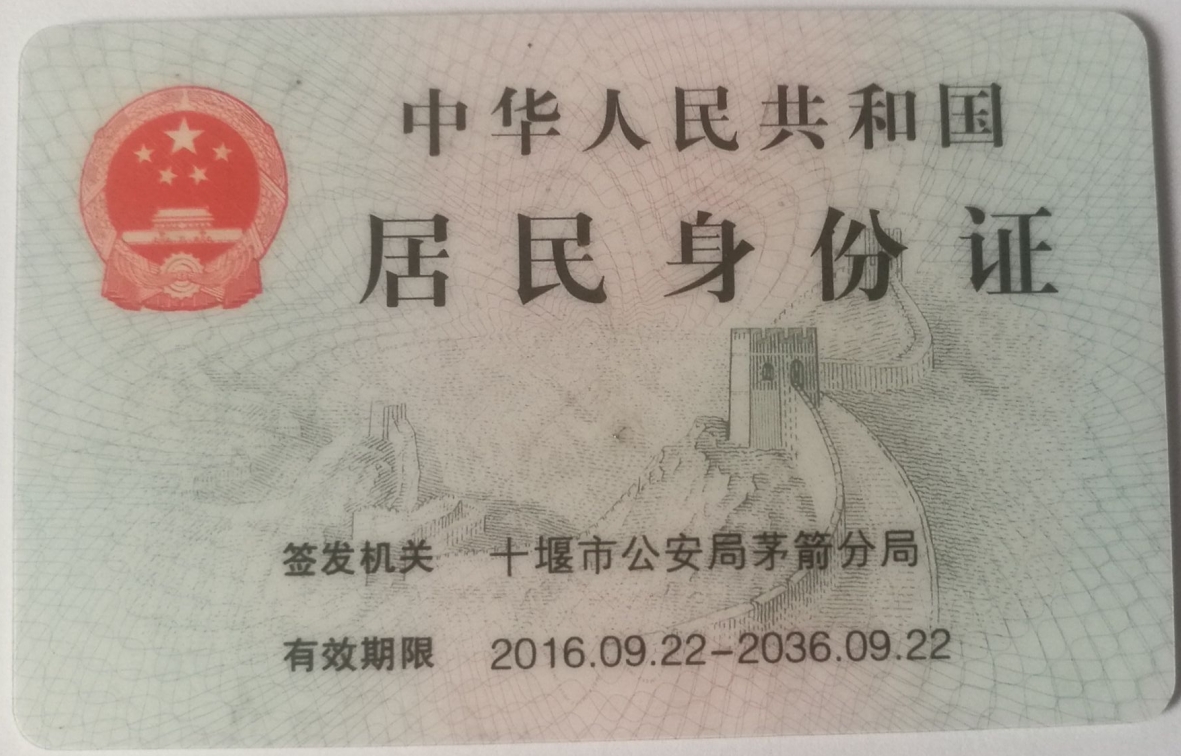 中华人民共和国
居民身份证
签发机关 十堰市公安局茅箭分局
有效期限 2016.09.22-2036.09.22